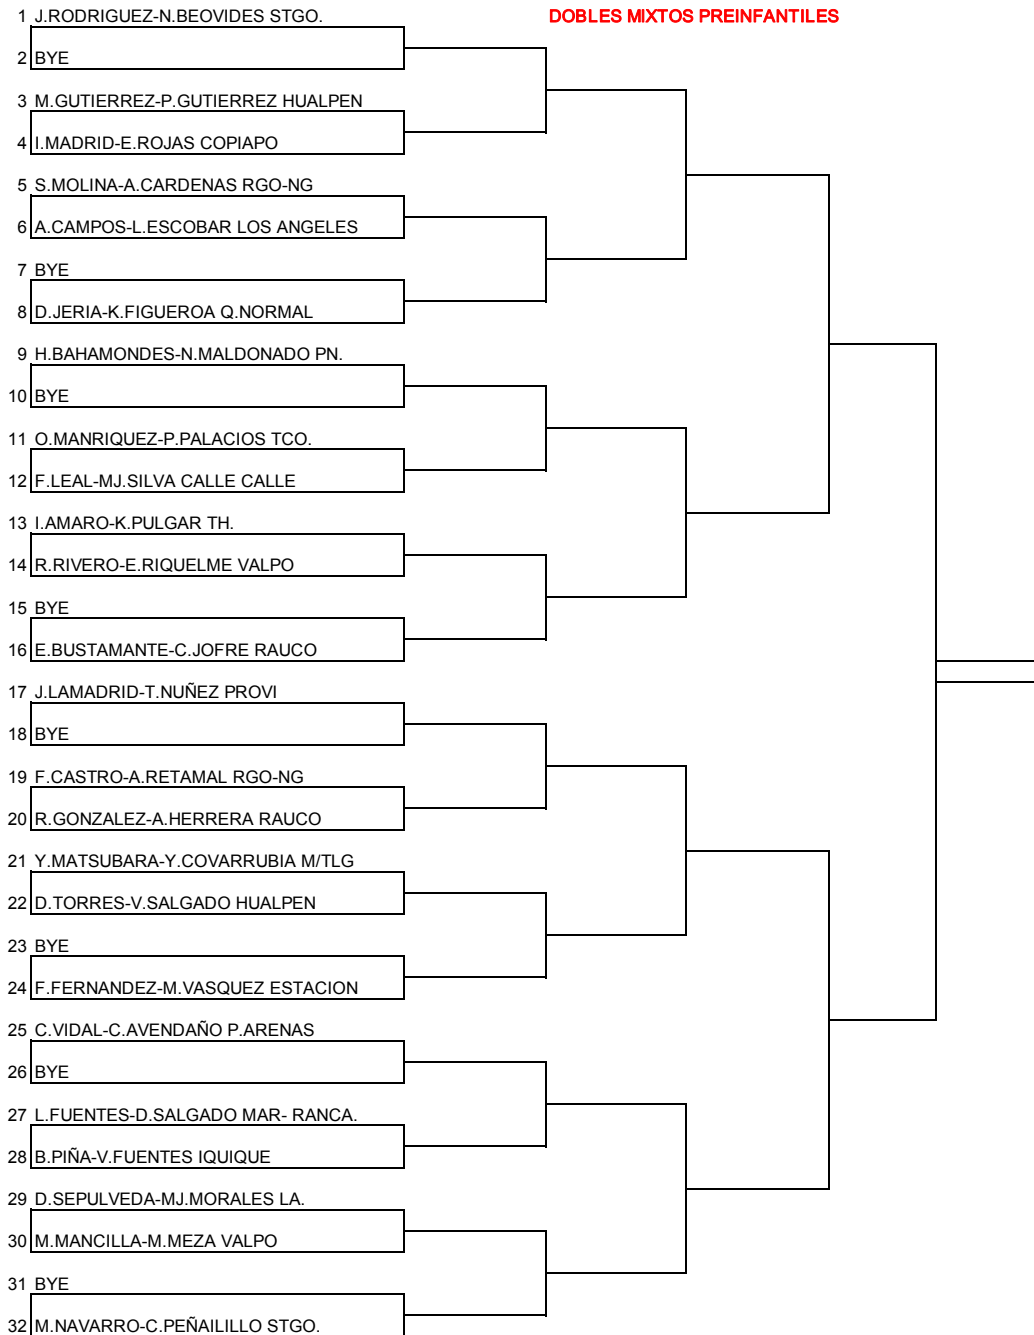 1 J.RODRIGUEZ-N.BEOVIDES STGO.
DOBLES MIXTOS PREINFANTILES
2 BYE
3 M.GUTIERREZ-P.GUTIERREZ HUALPEN
4 I.MADRID-E.ROJAS COPIAPO
5 S.MOLINA-A.CARDENAS RGO-NG
6 A.CAMPOS-L.ESCOBAR LOS ANGELES
7 BYE
8 D.JERIA-K.FIGUEROA Q.NORMAL
9 H.BAHAMONDES-N.MALDONADO PN.
10 BYE
11 O.MANRIQUEZ-P.PALACIOS TCO.
12 F.LEAL-MJ.SILVA CALLE CALLE
13 I.AMARO-K.PULGAR TH.
14 R.RIVERO-E.RIQUELME VALPO
15 BYE
16 E.BUSTAMANTE-C.JOFRE RAUCO
17 J.LAMADRID-T.NUÑEZ PROVI
18 BYE
19 F.CASTRO-A.RETAMAL RGO-NG
20 R.GONZALEZ-A.HERRERA RAUCO
21 Y.MATSUBARA-Y.COVARRUBIA M/TLG
22 D.TORRES-V.SALGADO HUALPEN
23 BYE
24 F.FERNANDEZ-M.VASQUEZ ESTACION
25 C.VIDAL-C.AVENDAÑO P.ARENAS
26 BYE
27 L.FUENTES-D.SALGADO MAR- RANCA.
28 B.PIÑA-V.FUENTES IQUIQUE
29 D.SEPULVEDA-MJ.MORALES LA.
30 M.MANCILLA-M.MEZA VALPO
31 BYE
32 M.NAVARRO-C.PEÑAILILLO STGO.